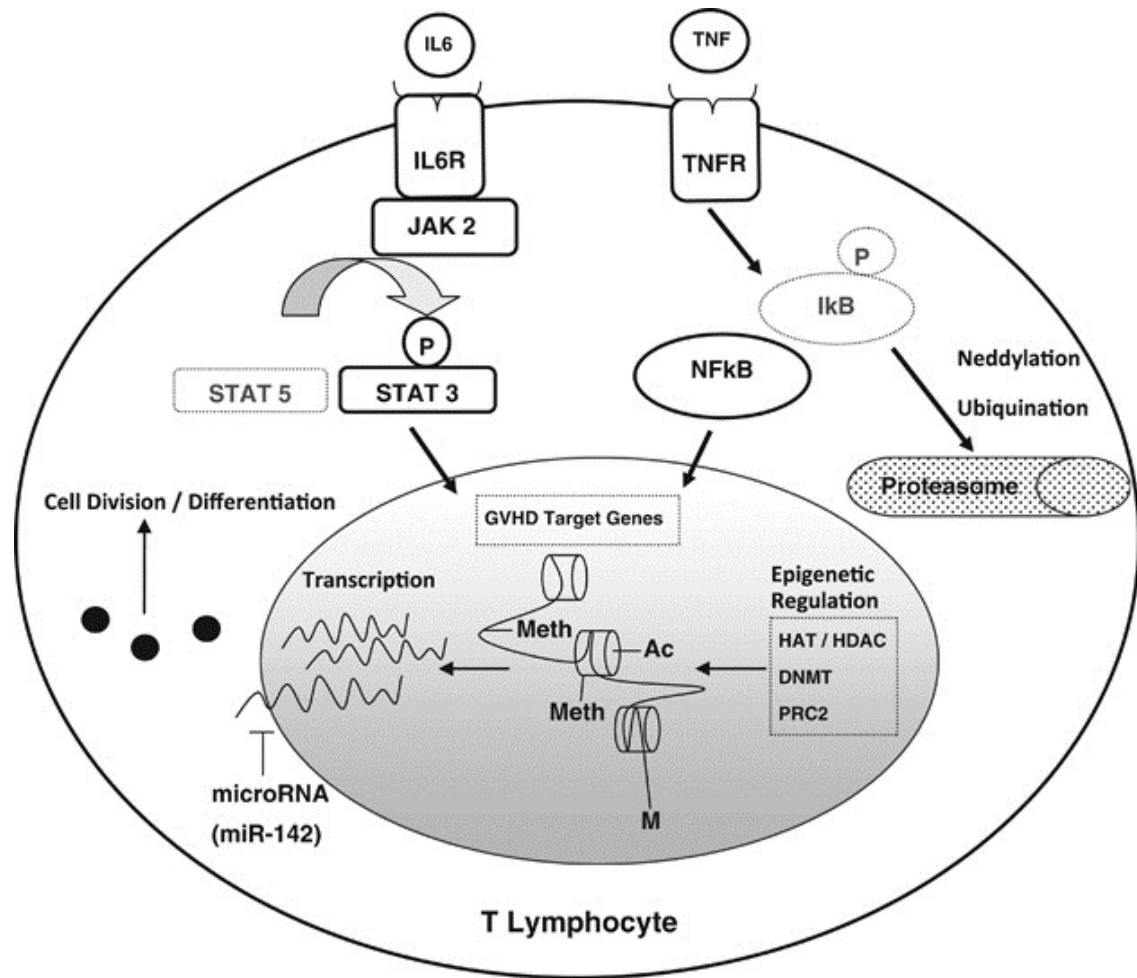 IL6
TNF
IL6R
TNFR
JAK 2
P
IkB
P
NFkB
STAT 5
STAT 3
Neddylation
Ubiquination
Proteasome
Cell Division / Differentiation
GVHD Target Genes
Transcription
Epigenetic
Regulation
HAT / HDAC
DNMT
PRC2
Meth
Ac
Meth
M
microRNA
(miR-142)
T Lymphocyte